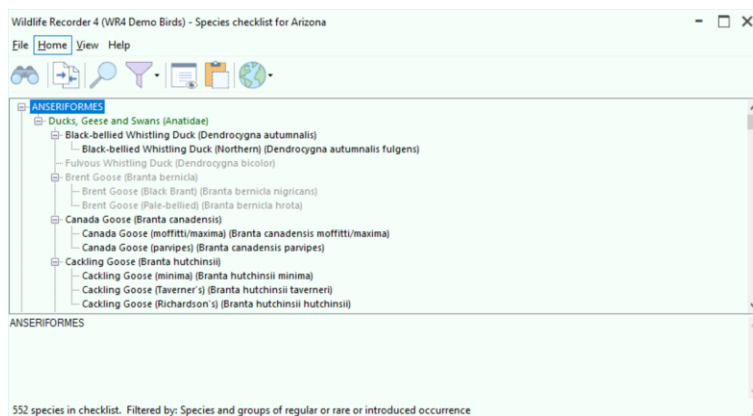 Wildlife Recorder 4 (WR4 Demo Birds) - Species checklist for Arizona
File Home View Help
ANSERIFORMES
Ducks, Geese and Swans (Anatidae)
Black-bellied Whistling Duck (Dendrocygna autumnalis)
Black-bellied Whistling Duck (Northern) (Dendrocygna autumnalis fulgens)
Fulvous Whistling Duck (Dendrocygna bicolor)
Brent Goose (Branta bernicla)
Brent Goose (Black Brant) (Branta bernicla nigricans)
Brent Goose (Pale-bellied) (Branta bernicla hrota)
Canada Goose (Branta canadensis)
Canada Goose (moffitti/maxima) (Branta canadensis moffitti/maxima)
Canada Goose (parvipes) (Branta canadensis parvipes)
Cackling Goose (Branta hutchinsii)
Cackling Goose (minima) (Branta hutchinsii minima)
Cackling Goose (Taverner's) (Branta hutchinsii taverneri)
Cackling Goose (Richardson's) (Branta hutchinsii hutchinsii)
ANSERIFORMES
552 species in checklist. Filtered by: Species and groups of regular or rare or introduced occurrence